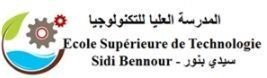 المدرسة العليا للتكنولوجيا
Ecole Supérieure de Technologie
Sidi Bennour - سيدي بنور